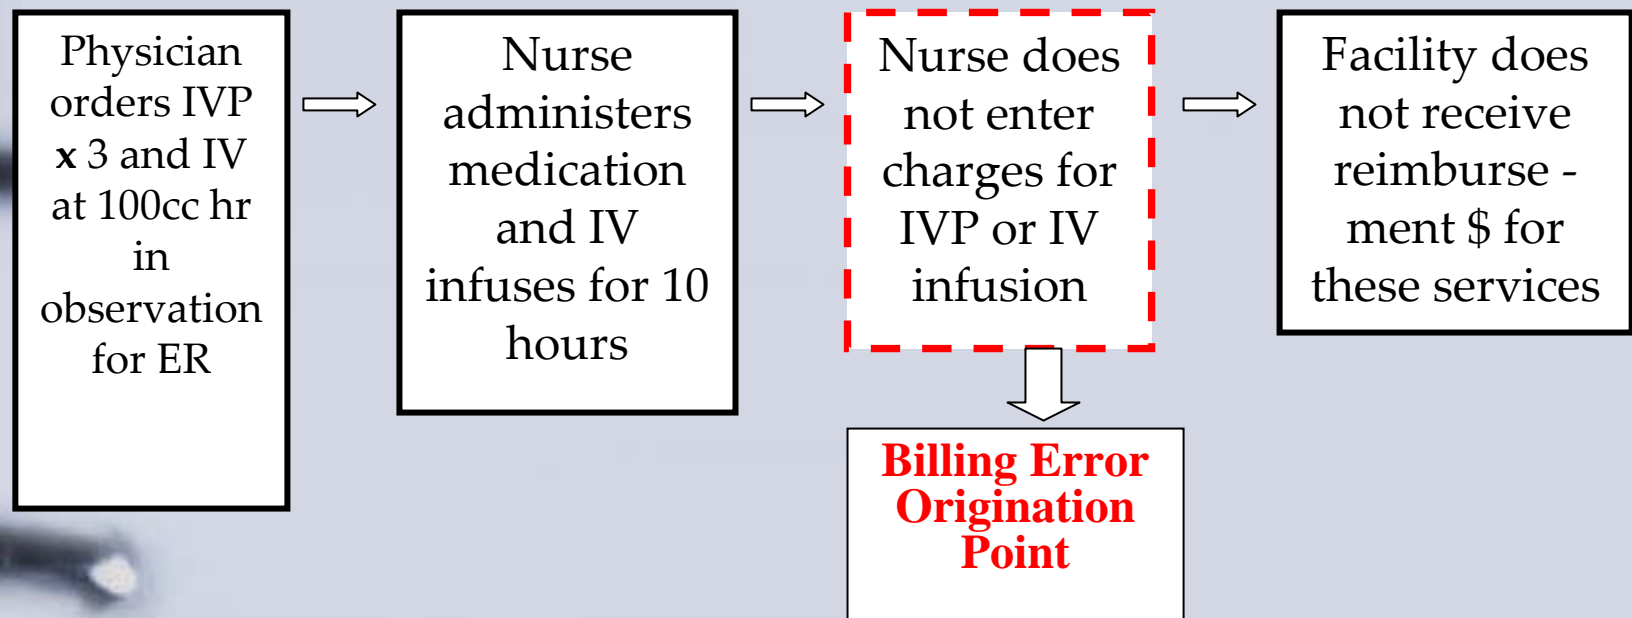 Physician
orders IVP
x 3 and IV
at 100cc hr
in
observation
for ER
Nurse
administers
medication
and IV
infuses for 10
hours
Nurse does
not enter
charges for
IVP or IV
infusion
Facility does
not receive
reimburse -
ment $ for
these services
Billing Error
Origination
Point